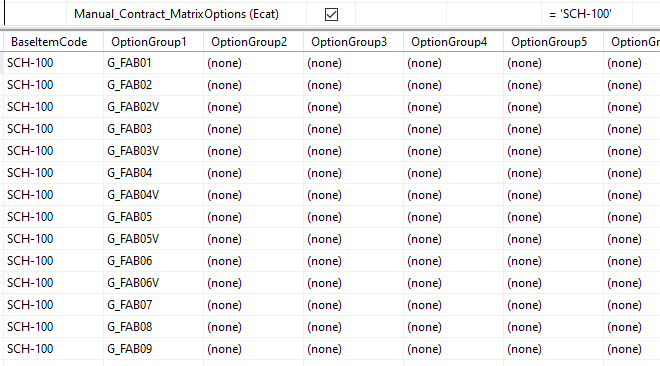 Manual_Contract_MatrixOptions (Ecat) = 'SCH-100'
BaseItemCode OptionGroup1 OptionGroup2 OptionGroup3 OptionGroup4 OptionGroup5 OptionGr
SCH-100 G_FAB01 (none) (none) (none) (none) (none)
SCH-100 G_FAB02 (none) (none) (none) (none) (none)
SCH-100 G_FAB02V (none) (none) (none) (none) (none)
SCH-100 G_FAB03 (none) (none) (none) (none) (none)
SCH-100 G_FAB03V (none) (none) (none) (none) (none)
SCH-100 G_FAB04 (none) (none) (none) (none) (none)
SCH-100 G_FAB04V (none) (none) (none) (none) (none)
SCH-100 G_FAB05 (none) (none) (none) (none) (none)
SCH-100 G_FAB05V (none) (none) (none) (none) (none)
SCH-100 G_FAB06 (none) (none) (none) (none) (none)
SCH-100 G_FAB06V (none) (none) (none) (none) (none)
SCH-100 G_FAB07 (none) (none) (none) (none) (none)
SCH-100 G_FAB08 (none) (none) (none) (none) (none)
SCH-100 G_FAB09 (none) (none) (none) (none) (none)